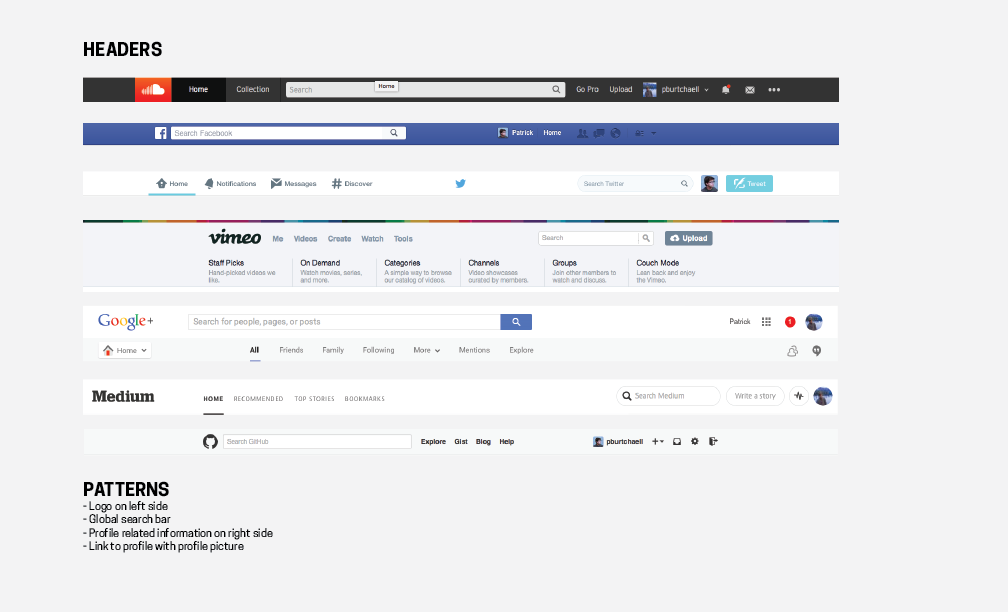 HEADERS
Home Collection Search Home Go Pro Upload pburtchaell
Search Facebook Patrick Home
Home Notifications Messages Discover Search Twitter Tweet
vimeo Me Videos Create Watch Tools Search Upload
Staff Picks On Demand Categories Channels Groups Couch Mode
Hand-picked videos we Watch movies, series, A simple way to browse Video showcases Join other members to Lean back and enjoy
like. and more. our catalog of videos. curated by members. watch and discuss. the Vimeo.
Google+ Search for people, pages, or posts Patrick 1
Home All Friends Family Following More Mentions Explore
Medium HOME RECOMMENDED TOP STORIES BOOKMARKS Search Medium Write a story
Search GitHub Explore Gist Blog Help pburtchaell
PATTERNS
- Logo on left side
- Global search bar
- Profile related information on right side
- Link to profile with profile picture